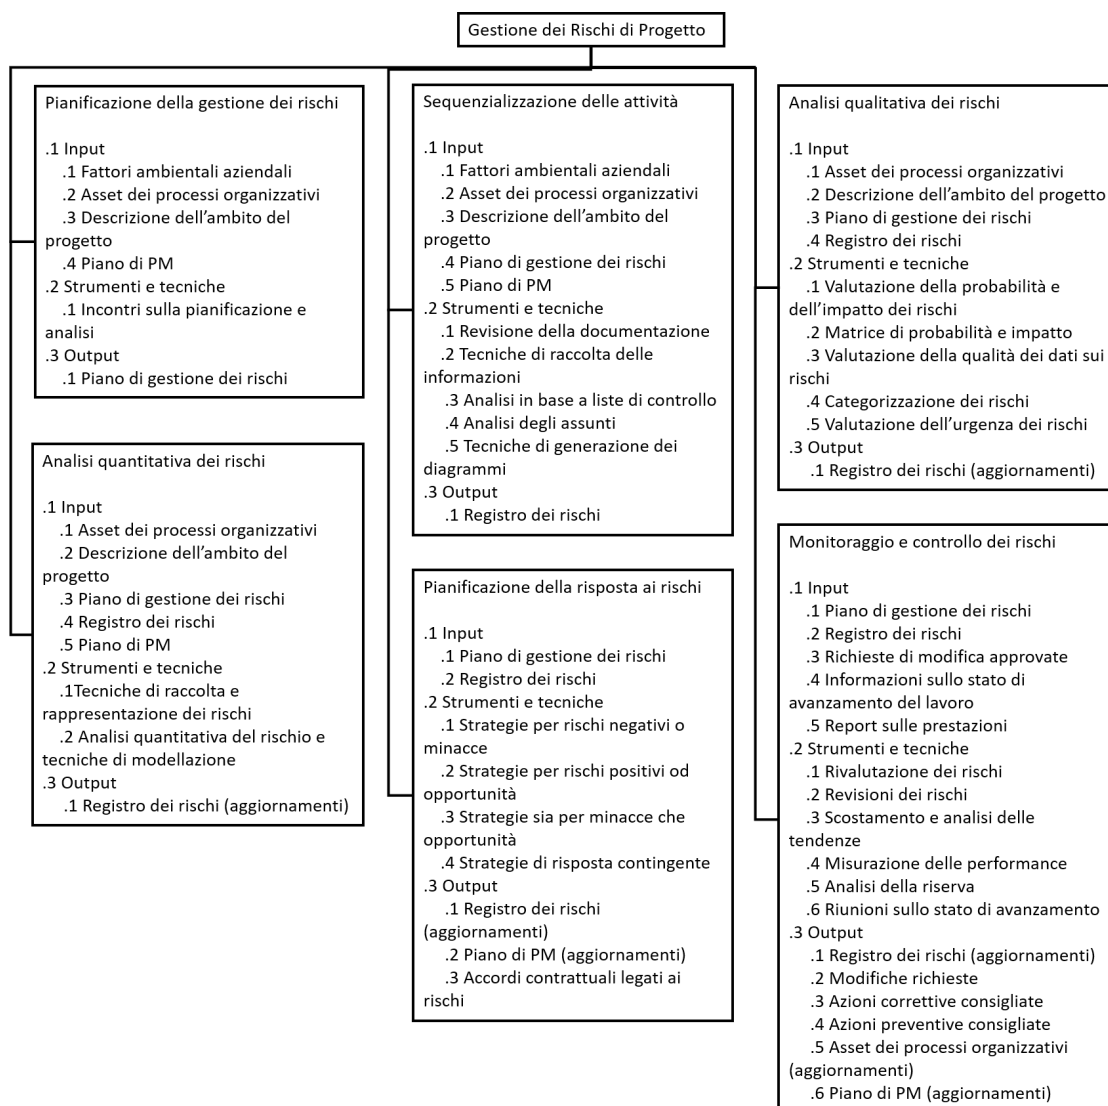 Gestione dei Rischi di Progetto
Pianificazione della gestione dei rischi
.1 Input
.1 Fattori ambientali aziendali
.2 Asset dei processi organizzativi
.3 Descrizione dell'ambito del
progetto
.4 Piano di PM
.2 Strumenti e tecniche
.1 Incontri sulla pianificazione e
analisi
.3 Output
.1 Piano di gestione dei rischi
Sequenzializzazione delle attività
.1 Input
.1 Fattori ambientali aziendali
.2 Asset dei processi organizzativi
.3 Descrizione dell'ambito del
progetto
.4 Piano di gestione dei rischi
.5 Piano di PM
.2 Strumenti e tecniche
.1 Revisione della documentazione
.2 Tecniche di raccolta delle
informazioni
.3 Analisi in base a liste di controllo
.4 Analisi degli assunti
.5 Tecniche di generazione dei
diagrammi
.3 Output
.1 Registro dei rischi
Analisi qualitativa dei rischi
.1 Input
.1 Asset dei processi organizzativi
.2 Descrizione dell'ambito del progetto
.3 Piano di gestione dei rischi
.4 Registro dei rischi
.2 Strumenti e tecniche
.1 Valutazione della probabilità e
dell'impatto dei rischi
.2 Matrice di probabilità e impatto
.3 Valutazione della qualità dei dati sui
rischi
.4 Categorizzazione dei rischi
.5 Valutazione dell'urgenza dei rischi
.3 Output
.1 Registro dei rischi (aggiornamenti)
Analisi quantitativa dei rischi
.1 Input
.1 Asset dei processi organizzativi
.2 Descrizione dell'ambito del
progetto
.3 Piano di gestione dei rischi
.4 Registro dei rischi
.5 Piano di PM
.2 Strumenti e tecniche
.1Tecniche di raccolta e
rappresentazione dei rischi
.2 Analisi quantitativa del rischio e
tecniche di modellazione
.3 Output
.1 Registro dei rischi (aggiornamenti)
Pianificazione della risposta ai rischi
.1 Input
.1 Piano di gestione dei rischi
.2 Registro dei rischi
.2 Strumenti e tecniche
.1 Strategie per rischi negativi o
minacce
.2 Strategie per rischi positivi od
opportunità
.3 Strategie sia per minacce che
opportunità
.4 Strategie di risposta contingente
.3 Output
.1 Registro dei rischi
(aggiornamenti)
.2 Piano di PM (aggiornamenti)
.3 Accordi contrattuali legati ai
rischi
Monitoraggio e controllo dei rischi
.1 Input
.1 Piano di gestione dei rischi
.2 Registro dei rischi
.3 Richieste di modifica approvate
.4 Informazioni sullo stato di
avanzamento del lavoro
.5 Report sulle prestazioni
.2 Strumenti e tecniche
.1 Rivalutazione dei rischi
.2 Revisioni dei rischi
.3 Scostamento e analisi delle
tendenze
.4 Misurazione delle performance
.5 Analisi della riserva
.6 Riunioni sullo stato di avanzamento
.3 Output
.1 Registro dei rischi (aggiornamenti)
.2 Modifiche richieste
.3 Azioni correttive consigliate
.4 Azioni preventive consigliate
.5 Asset dei processi organizzativi
(aggiornamenti)
.6 Piano di PM (aggiornamenti)